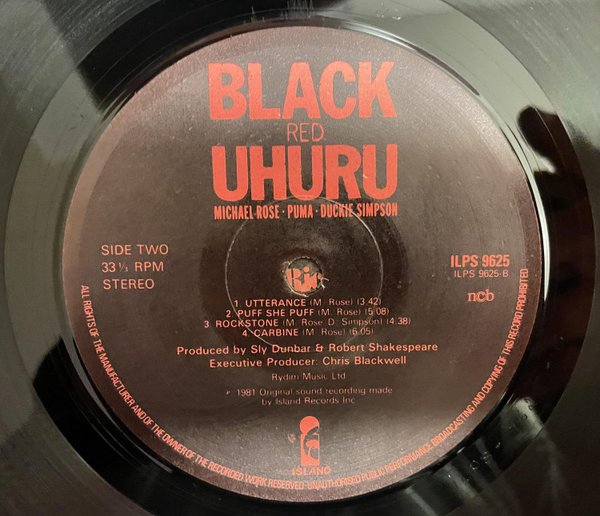 BLACK
RED
UHURU
MICHAEL ROSE · PUMA · DUCKIE SIMPSON
SIDE TWO
33 ⅓ RPM
STEREO
ILPS 9625
ILPS 9625-B
ncb
1 UTTERANCE (M. Rose) (3.42)
2 PUFF SHE PUFF (M. Rose) (5.08)
3 ROCKSTONE (M. Rose D. Simpson) (4.38)
4 CARBINE (M. Rose) (6.05)
Produced by Sly Dunbar & Robert Shakespeare
Executive Producer: Chris Blackwell
Rydim Music Ltd
℗ 1981 Original sound recording made
by Island Records Inc
ISLAND
ALL RIGHTS OF THE MANUFACTURER AND OF THE OWNER OF THE RECORDED WORK RESERVED-UNAUTHORISED PUBLIC PERFORMANCE BROADCASTING AND COPYING OF THIS RECORD PROHIBITED